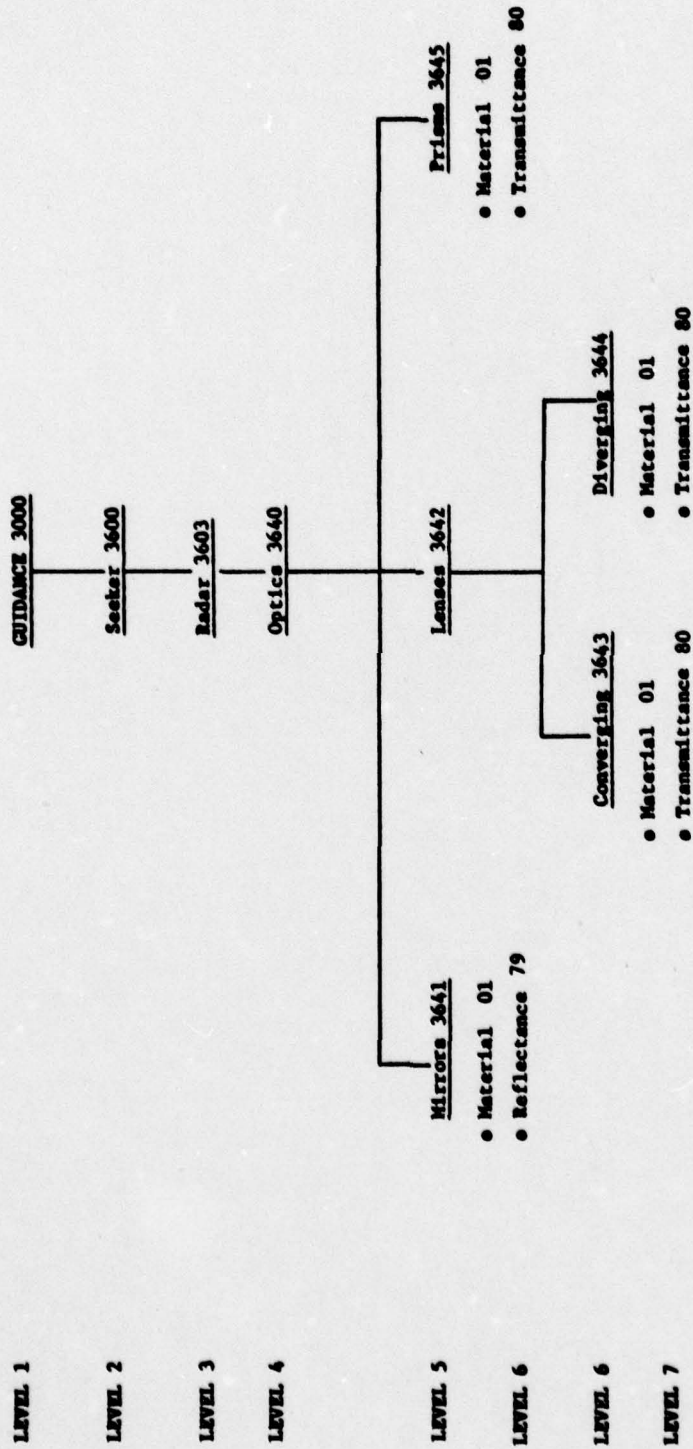 LEVEL 1 GUIDANCE 3000
LEVEL 2 Seeker 3600
LEVEL 3 Radar 3603
LEVEL 4 Optics 3640
LEVEL 5 Mirrors 3641 Lenses 3642 Prisms 3645
LEVEL 6 • Material 01 • Material 01
• Reflectance 79 • Transmittance 80
LEVEL 6 Converging 3643 Diverging 3644
LEVEL 7 • Material 01 • Material 01
• Transmittance 80 • Transmittance 80